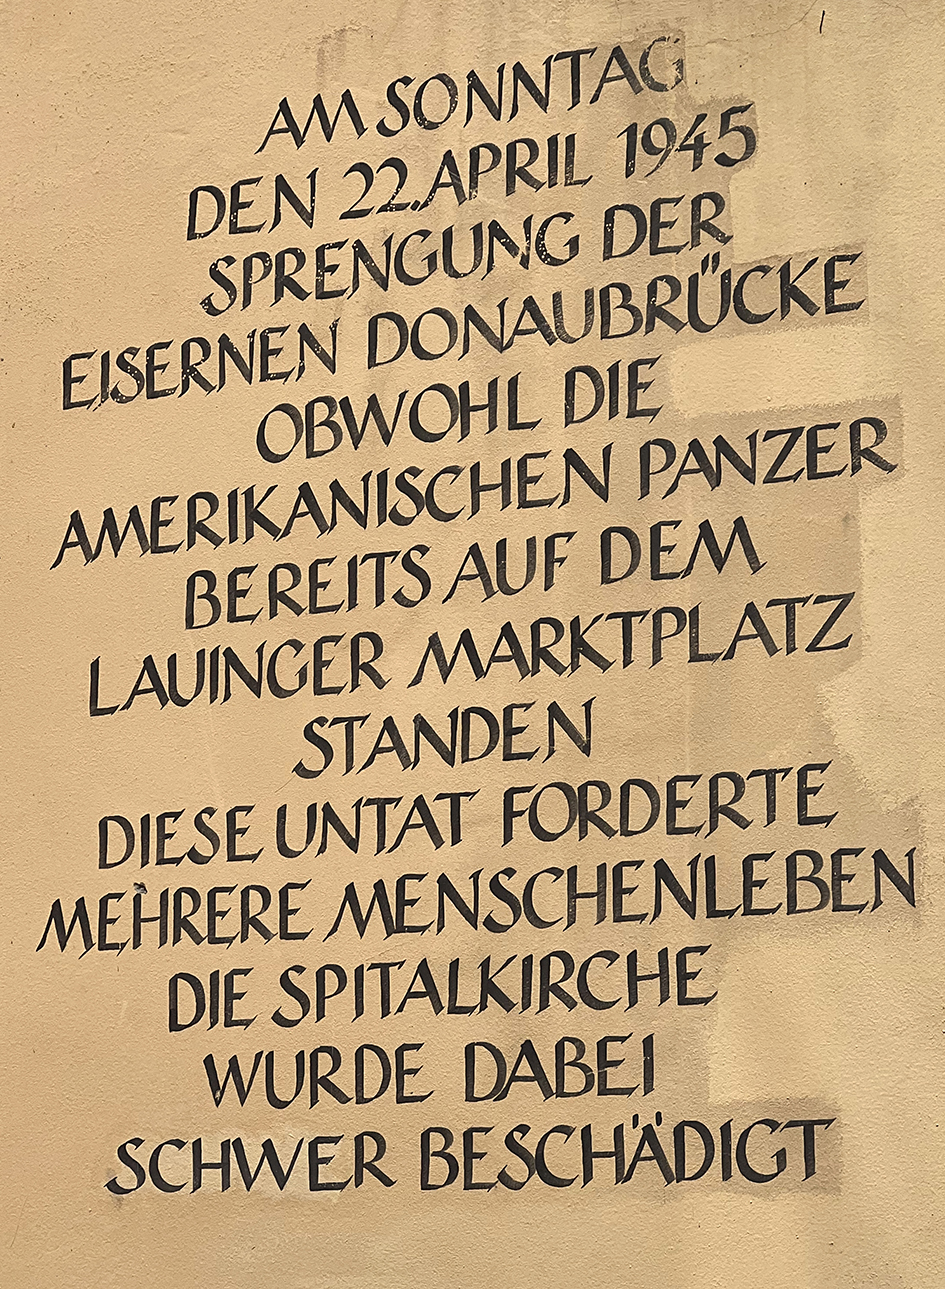 AM SONNTAG
DEN 22. APRIL 1945
SPRENGUNG DER
EISERNEN DONAUBRÜCKE
OBWOHL DIE
AMERIKANISCHEN PANZER
BEREITS AUF DEM
LAUINGER MARKTPLATZ
STANDEN
DIESE UNTAT FORDERTE
MEHRERE MENSCHENLEBEN
DIE SPITALKIRCHE
WURDE DABEI
SCHWER BESCHÄDIGT